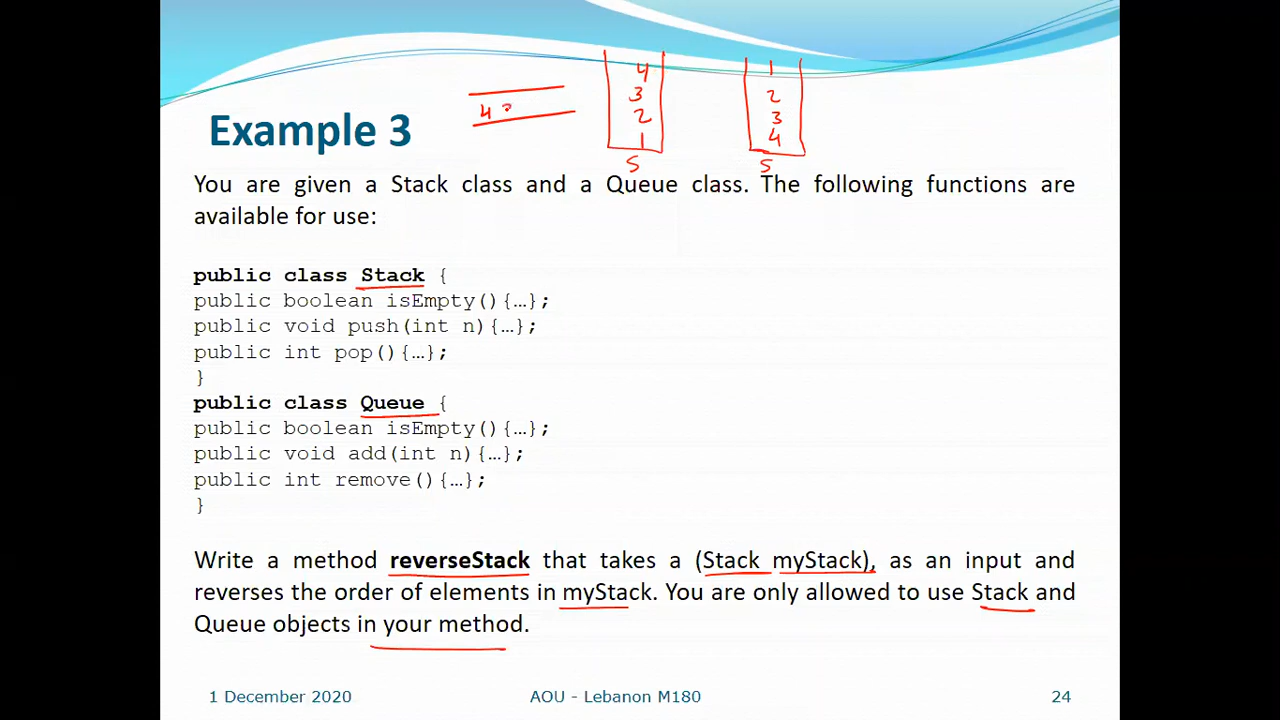 4
3
2
1
S
1
2
3
4
S
4
Example 3
You are given a Stack class and a Queue class. The following functions are
available for use:
public class Stack {
public boolean isEmpty(){…};
public void push(int n){…};
public int pop(){…};
}
public class Queue {
public boolean isEmpty(){…};
public void add(int n){…};
public int remove(){…};
}
Write a method reverseStack that takes a (Stack myStack), as an input and
reverses the order of elements in myStack. You are only allowed to use Stack and
Queue objects in your method.
1 December 2020
AOU - Lebanon M180
24